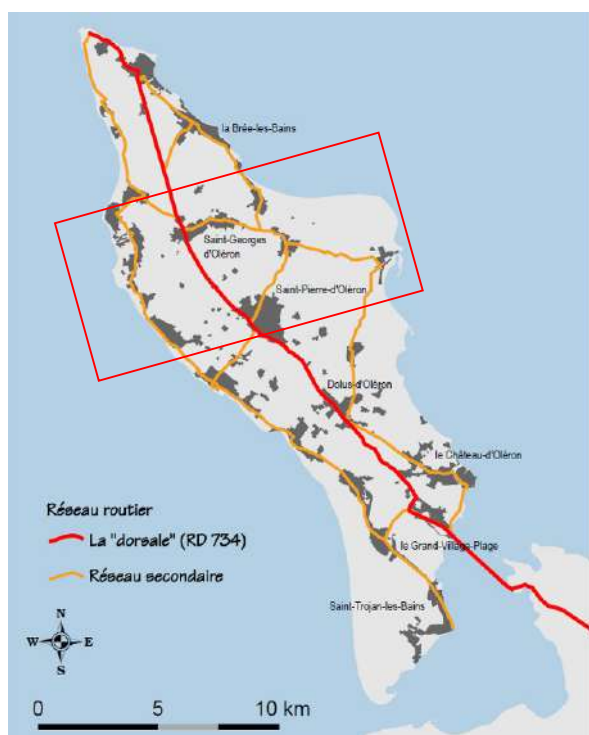 la Brée-les-Bains
Saint-Georges
d'Oléron
Saint-Pierre-d'Oléron
Dolus-d'Oléron
le Château-d'Oléron
Réseau routier
La "dorsale" (RD 734)
le Grand-Village-Plage
Réseau secondaire
Saint-Trojan-les-Bains
N
W E
S
0 5 10 km